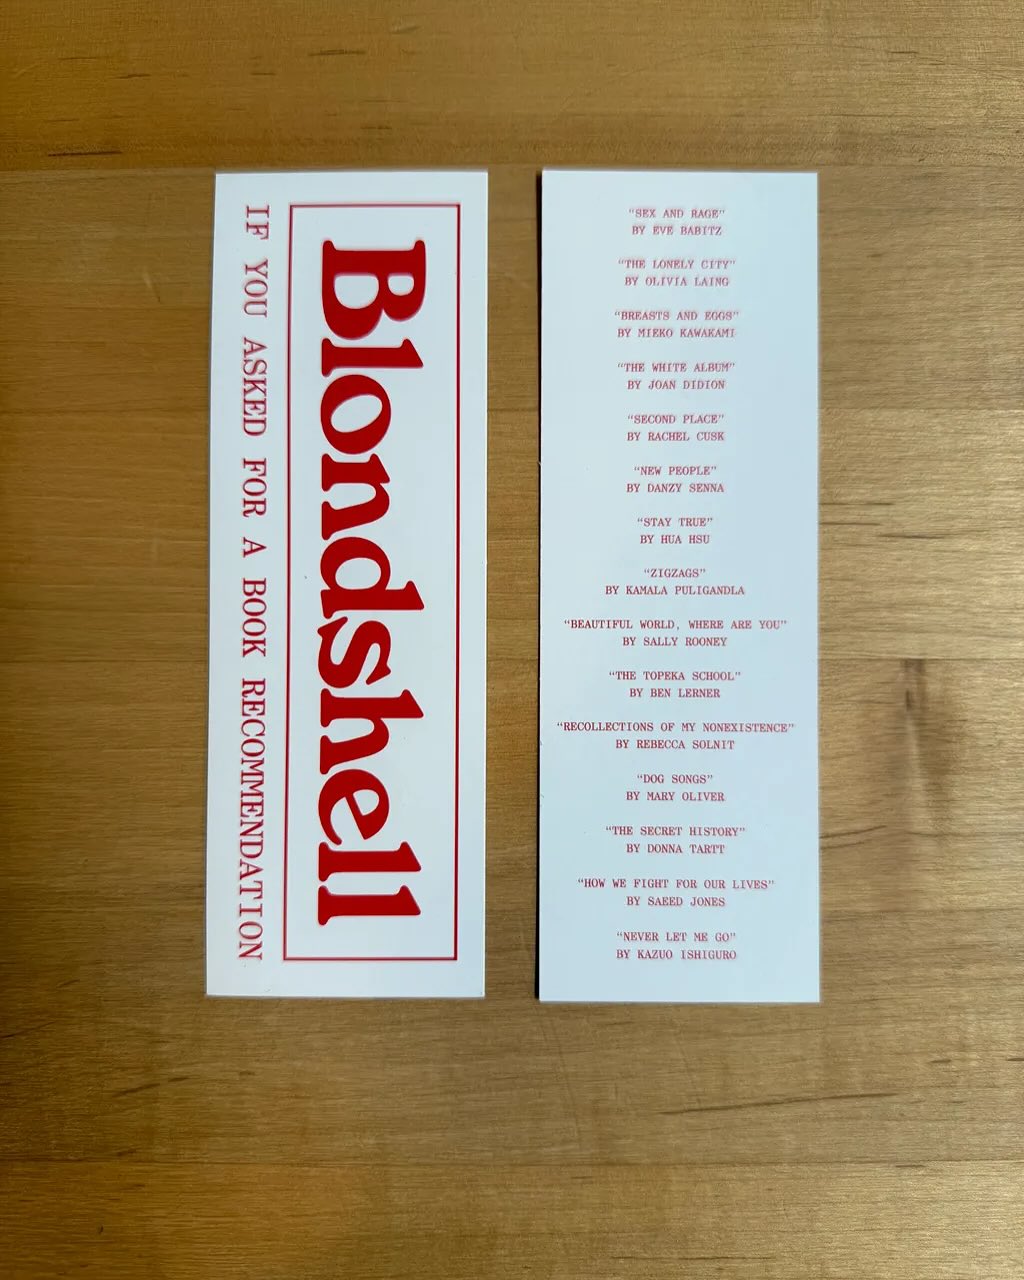 Blondshell
IF YOU ASKED FOR A BOOK RECOMMENDATION
“SEX AND RAGE”
BY EVE BABITZ
“THE LONELY CITY”
BY OLIVIA LAING
“BREASTS AND EGGS”
BY MIEKO KAWAKAMI
“THE WHITE ALBUM”
BY JOAN DIDION
“SECOND PLACE”
BY RACHEL CUSK
“NEW PEOPLE”
BY DANZY SENNA
“STAY TRUE”
BY HUA HSU
“ZIGZAGS”
BY KAMALA PULIGANDLA
“BEAUTIFUL WORLD, WHERE ARE YOU”
BY SALLY ROONEY
“THE TOPEKA SCHOOL”
BY BEN LERNER
“RECOLLECTIONS OF MY NONEXISTENCE”
BY REBECCA SOLNIT
“DOG SONGS”
BY MARY OLIVER
“THE SECRET HISTORY”
BY DONNA TARTT
“HOW WE FIGHT FOR OUR LIVES”
BY SAEED JONES
“NEVER LET ME GO”
BY KAZUO ISHIGURO